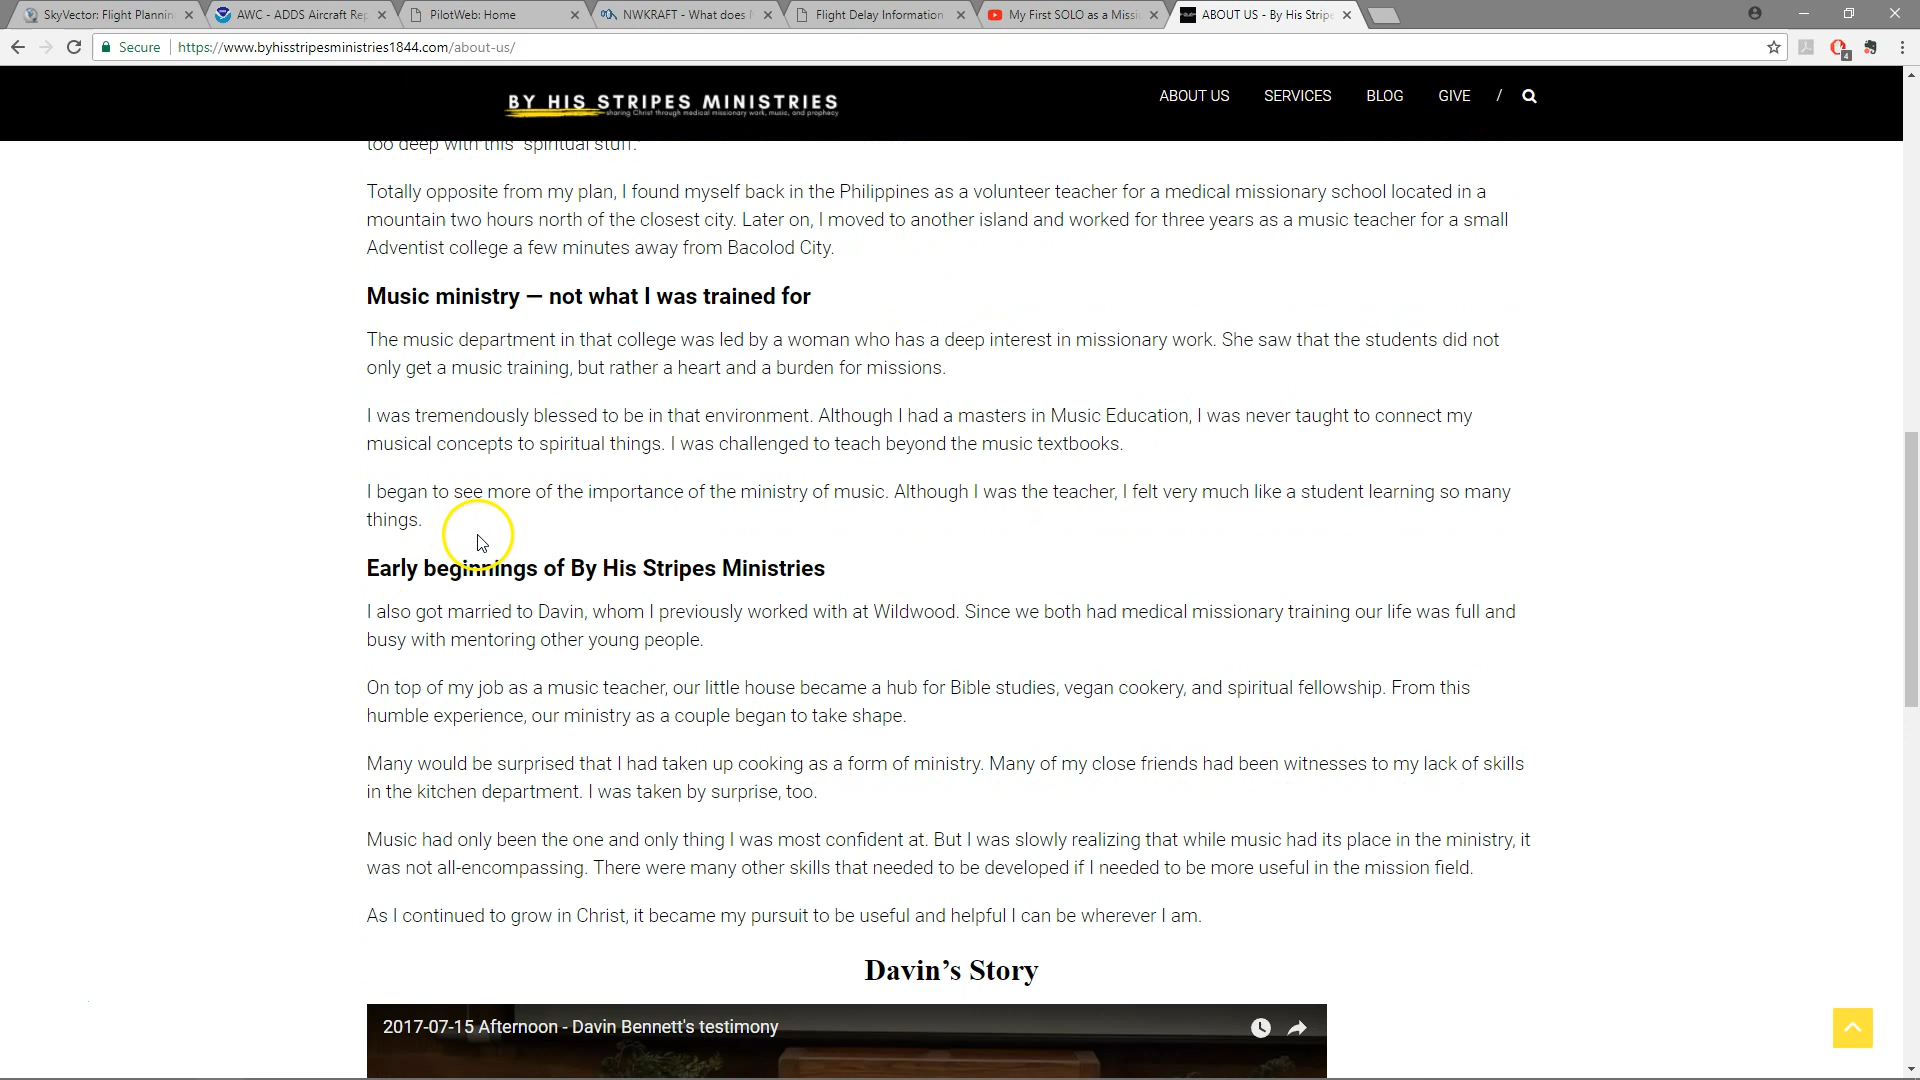 SkyVector: Flight Plannin
AWC - ADDS Aircraft Rep
PilotWeb: Home
NWKRAFT - What does
Flight Delay Information
My First SOLO as a Missi
ABOUT US - By His Stripe
Secure
https://www.byhisstripesministries1844.com/about-us/
4
BY HIS STRIPES MINISTRIES
sharing Christ through medical missionary work, music, and prophecy
ABOUT US
SERVICES
BLOG
GIVE
/
too deep with this "spiritual stuff."
Totally opposite from my plan, I found myself back in the Philippines as a volunteer teacher for a medical missionary school located in a
mountain two hours north of the closest city. Later on, I moved to another island and worked for three years as a music teacher for a small
Adventist college a few minutes away from Bacolod City.
Music ministry — not what I was trained for
The music department in that college was led by a woman who has a deep interest in missionary work. She saw that the students did not
only get a music training, but rather a heart and a burden for missions.
I was tremendously blessed to be in that environment. Although I had a masters in Music Education, I was never taught to connect my
musical concepts to spiritual things. I was challenged to teach beyond the music textbooks.
I began to see more of the importance of the ministry of music. Although I was the teacher, I felt very much like a student learning so many
things.
Early beginnings of By His Stripes Ministries
I also got married to Davin, whom I previously worked with at Wildwood. Since we both had medical missionary training our life was full and
busy with mentoring other young people.
On top of my job as a music teacher, our little house became a hub for Bible studies, vegan cookery, and spiritual fellowship. From this
humble experience, our ministry as a couple began to take shape.
Many would be surprised that I had taken up cooking as a form of ministry. Many of my close friends had been witnesses to my lack of skills
in the kitchen department. I was taken by surprise, too.
Music had only been the one and only thing I was most confident at. But I was slowly realizing that while music had its place in the ministry, it
was not all-encompassing. There were many other skills that needed to be developed if I needed to be more useful in the mission field.
As I continued to grow in Christ, it became my pursuit to be useful and helpful I can be wherever I am.
Davin's Story
2017-07-15 Afternoon - Davin Bennett's testimony